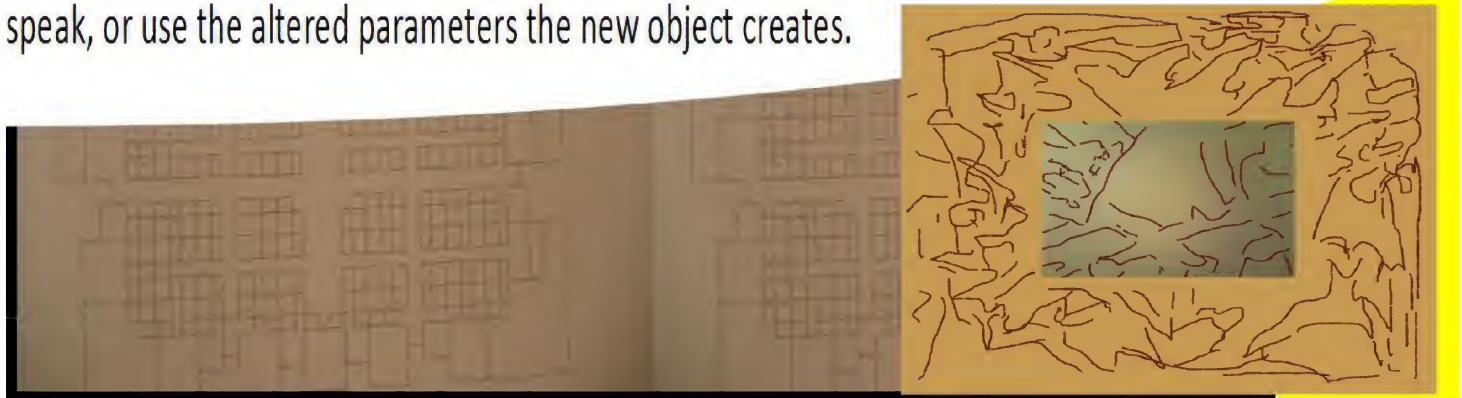 speak, or use the altered parameters the new object creates.